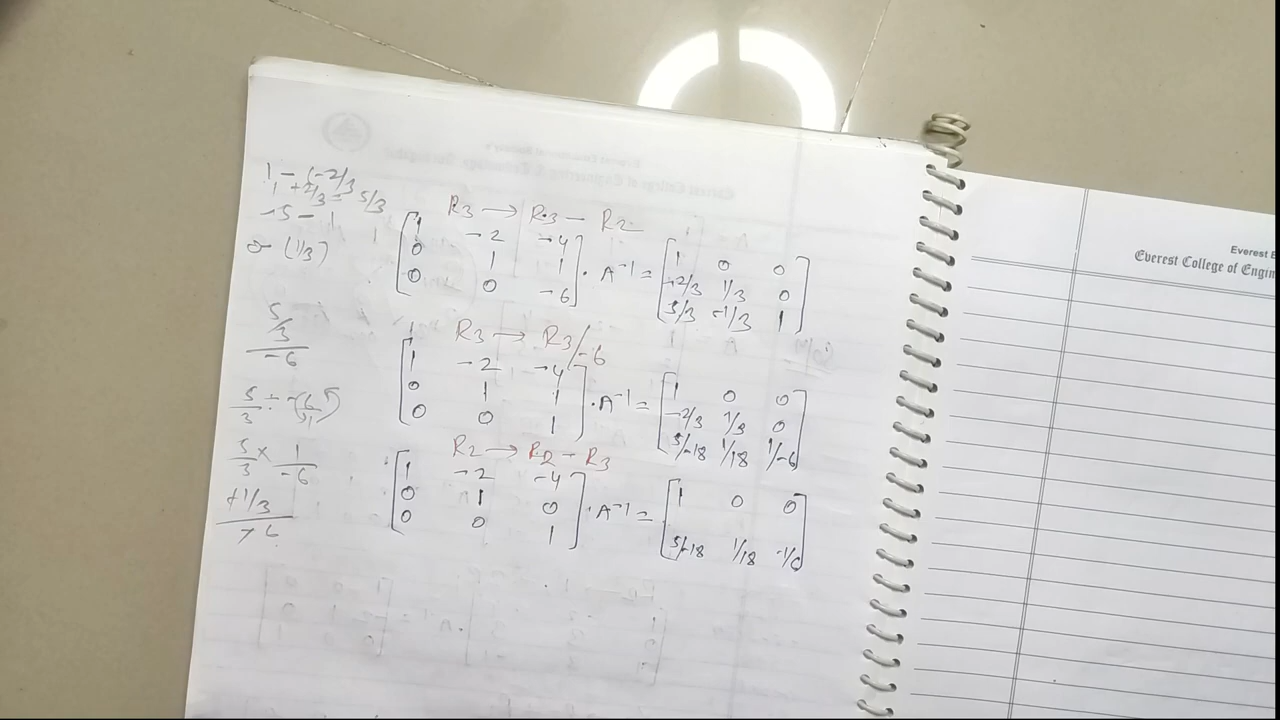 1 - (-2/3
1 + 2/3 = 5/3
-5 - 1
0 - (1/3)
R3 → R3 - R2
[1 -2 -4] [1 0 0]
[0 1 1] . A⁻¹ = [-2/3 1/3 0]
[0 0 -6] [5/3 -1/3 1]
5/3
-6
R3 → R3/-6
[1 -2 -4] [1 0 0]
[0 1 1] . A⁻¹ = [-2/3 1/3 0]
[0 0 1] [5/-18 1/18 1/-6]
5/3 × 1/-6
R2 → R2 - R3
[1 -2 -4] [1 0 0]
[0 1 0] . A⁻¹ =
[0 0 1] [5/-18 1/18 -1/6]
+1/3
Everest College of Engin